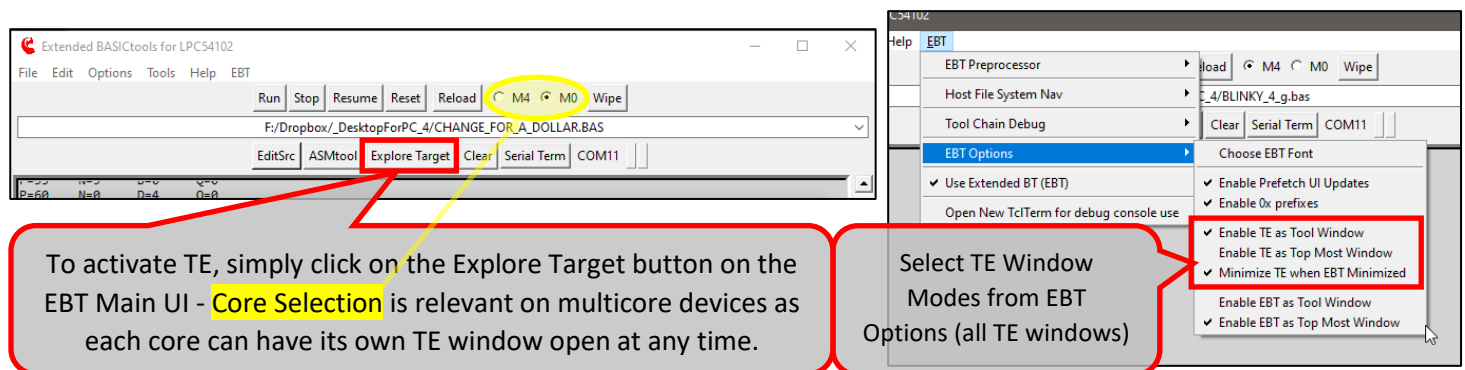 Extended BASICtools for LPC54102
File Edit Options Tools Help EBT
Run Stop Resume Reset Reload M4 M0 Wipe
F:/Dropbox/_DesktopForPC_4/CHANGE_FOR_A_DOLLAR.BAS
EditSrc ASMtool Explore Target Clear Serial Term COM11
P=60 N=0 D=4 Q=0
To activate TE, simply click on the Explore Target button on the
EBT Main UI - Core Selection is relevant on multicore devices as
each core can have its own TE window open at any time.
C54102
Help EBT
EBT Preprocessor
Host File System Nav
Tool Chain Debug
EBT Options
Use Extended BT (EBT)
Open New TclTerm for debug console use
load M4 M0 Wipe
C_4/BLINKY_4_g.bas
Clear Serial Term COM11
Choose EBT Font
Enable Prefetch UI Updates
Enable 0x prefixes
Enable TE as Tool Window
Enable TE as Top Most Window
Minimize TE when EBT Minimized
Enable EBT as Tool Window
Enable EBT as Top Most Window
Select TE Window
Modes from EBT
Options (all TE windows)